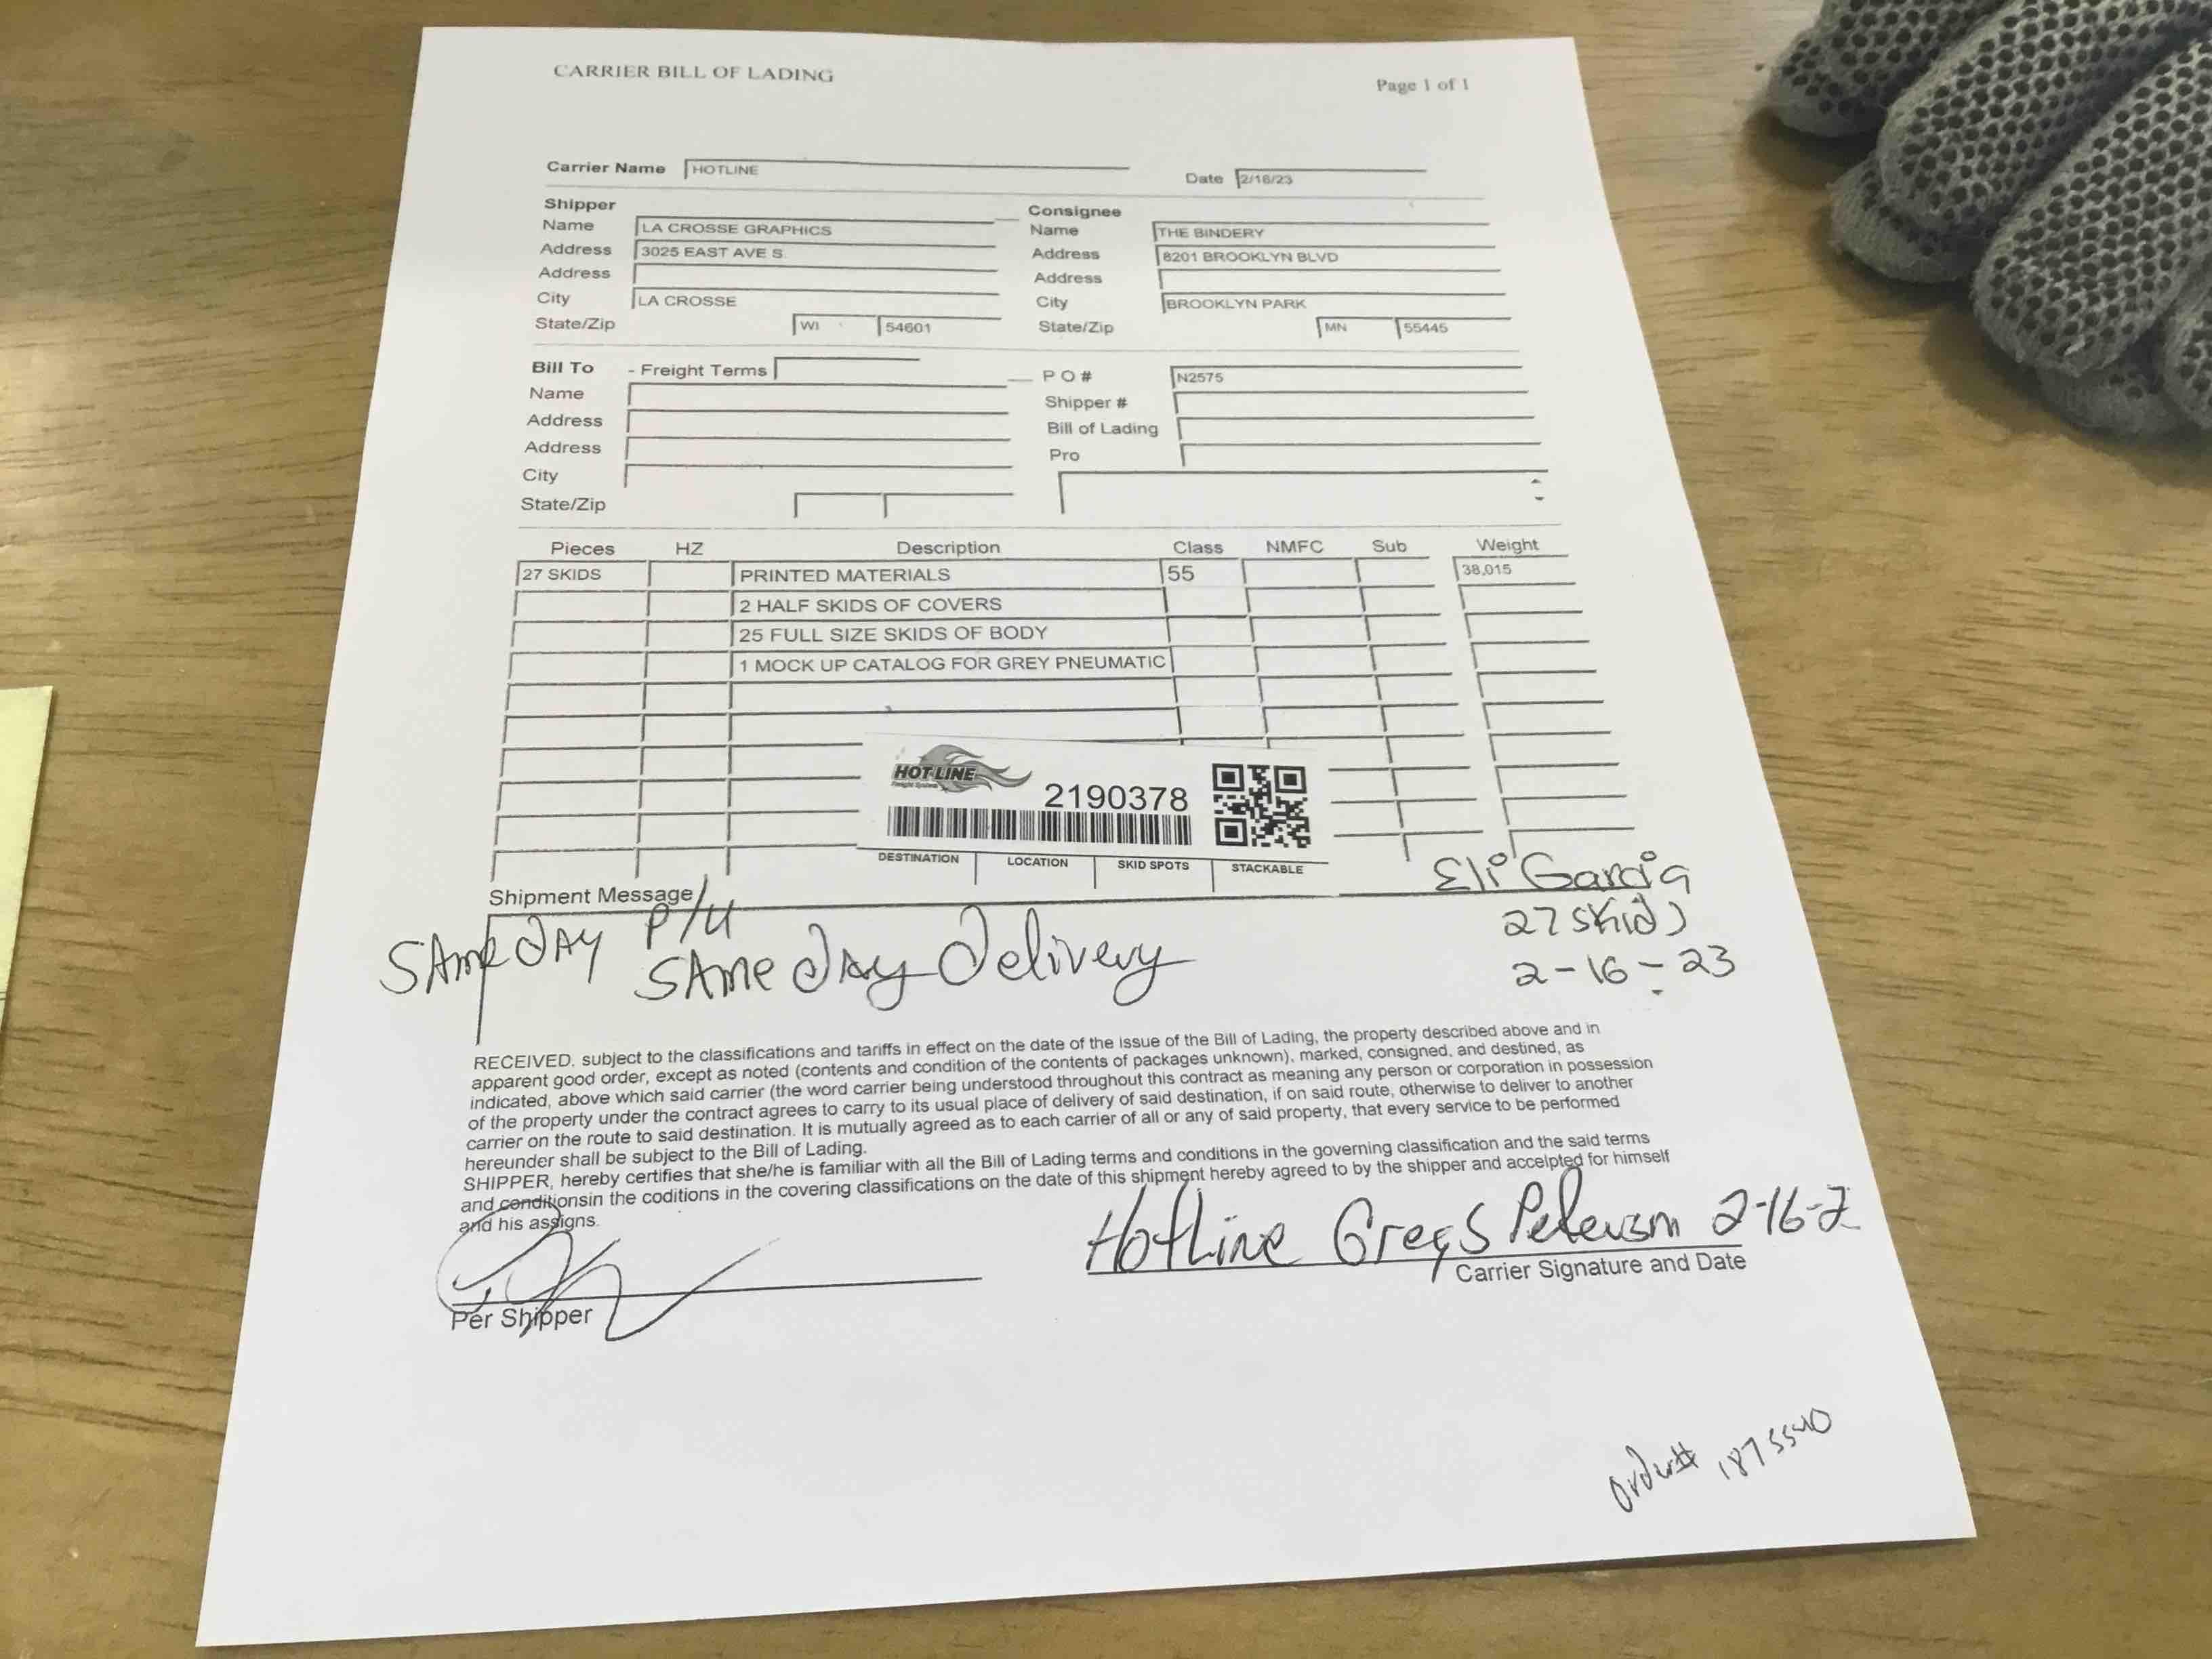 CARRIER BILL OF LADING
Page 1 of 1
Carrier Name HOTLINE
Date 2/16/23
Shipper
Name LA CROSSE GRAPHICS
Address 3025 EAST AVE S.
Address
City LA CROSSE
State/Zip WI 54601
Consignee
Name THE BINDERY
Address 8201 BROOKLYN BLVD
Address
City BROOKLYN PARK
State/Zip MN 55445
Bill To - Freight Terms
Name
Address
Address
City
State/Zip
PO# N2575
Shipper #
Bill of Lading
Pro
Pieces HZ Description Class NMFC Sub Weight
27 SKIDS PRINTED MATERIALS 55 38,015
2 HALF SKIDS OF COVERS
25 FULL SIZE SKIDS OF BODY
1 MOCK UP CATALOG FOR GREY PNEUMATIC
HOT-LINE
Freight System
2190378
DESTINATION LOCATION SKID SPOTS STACKABLE
Eli Garcia
27 skids
2-16-23
Shipment Message
SAME DAY P/U
SAME DAY Delivery
RECEIVED, subject to the classifications and tariffs in effect on the date of the issue of the Bill of Lading, the property described above and in
apparent good order, except as noted (contents and condition of the contents of packages unknown), marked, consigned, and destined, as
indicated, above which said carrier (the word carrier being understood throughout this contract as meaning any person or corporation in possession
of the property under the contract agrees to carry to its usual place of delivery of said destination, if on said route, otherwise to deliver to another
carrier on the route to said destination. It is mutually agreed as to each carrier of all or any of said property, that every service to be performed
hereunder shall be subject to the Bill of Lading.
SHIPPER, hereby certifies that she/he is familiar with all the Bill of Lading terms and conditions in the governing classification and the said terms
and conditionsin the coditions in the covering classifications on the date of this shipment hereby agreed to by the shipper and acceipted for himself
and his assigns.
Per Shipper
Hotline Greg S Peterson 2-16-2
Carrier Signature and Date
Order# 1875540